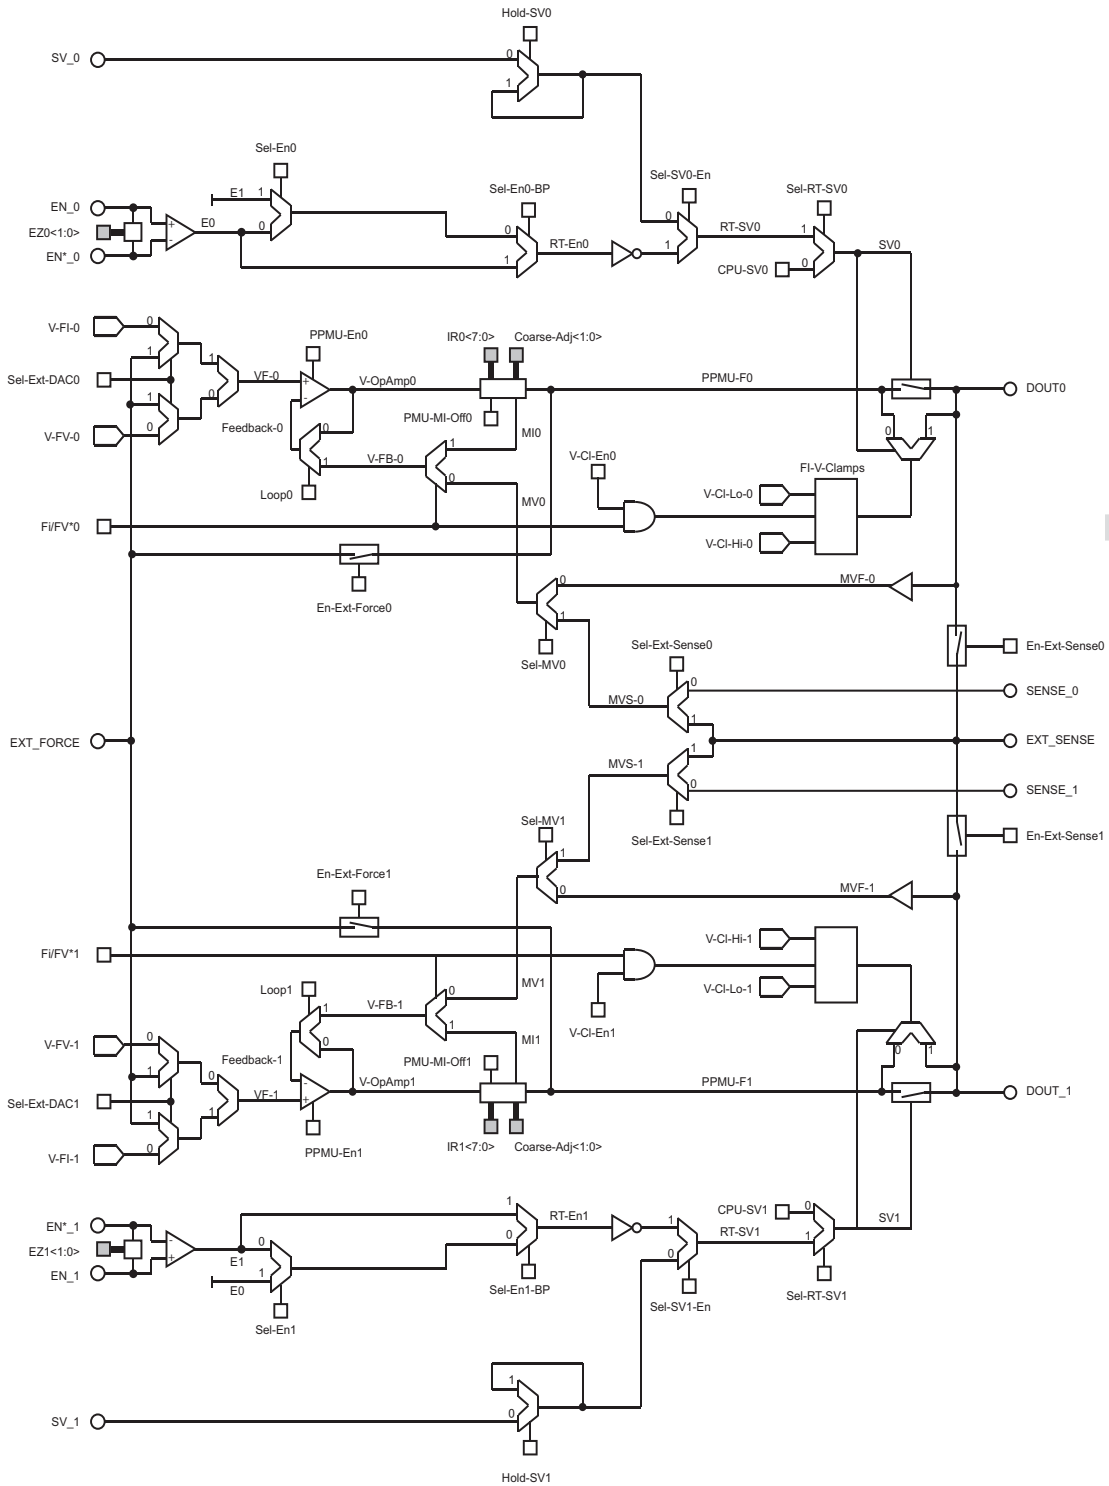 Hold-SV0
SV_0
0
1
Sel-En0
Sel-En0-BP
Sel-SV0-En
Sel-RT-SV0
EN_0
E1
1
EZ0<1:0>
+
-
E0
0
EN*_0
0
1
RT-En0
0
1
RT-SV0
1
CPU-SV0
0
SV0
V-FI-0
0
1
Sel-Ext-DAC0
1
0
V-FV-0
1
0
VF-0
PPMU-En0
+
-
V-OpAmp0
IR0<7:0>
Coarse-Adj<1:0>
PPMU-F0
DOUT0
PMU-MI-Off0
MI0
Feedback-0
0
1
V-FB-0
1
0
Loop0
MV0
0
1
V-Cl-En0
FI-V-Clamps
V-Cl-Lo-0
V-Cl-Hi-0
Fi/FV*0
En-Ext-Force0
0
1
MVF-0
Sel-MV0
Sel-Ext-Sense0
En-Ext-Sense0
0
SENSE_0
MVS-0
1
EXT_FORCE
EXT_SENSE
1
MVS-1
0
SENSE_1
Sel-MV1
Sel-Ext-Sense1
En-Ext-Sense1
1
0
MVF-1
En-Ext-Force1
Fi/FV*1
V-Cl-Hi-1
V-Cl-Lo-1
V-Cl-En1
Loop1
MV1
0
1
V-FB-1
1
0
MI1
V-FV-1
0
1
Feedback-1
PMU-MI-Off1
0
1
Sel-Ext-DAC1
0
1
VF-1
-
+
V-OpAmp1
PPMU-F1
DOUT_1
1
0
V-FI-1
PPMU-En1
IR1<7:0>
Coarse-Adj<1:0>
EN*_1
EZ1<1:0>
-
+
EN_1
E1
0
1
E0
Sel-En1
1
0
RT-En1
Sel-En1-BP
1
0
Sel-SV1-En
CPU-SV1
0
RT-SV1
1
SV1
Sel-RT-SV1
1
0
SV_1
Hold-SV1